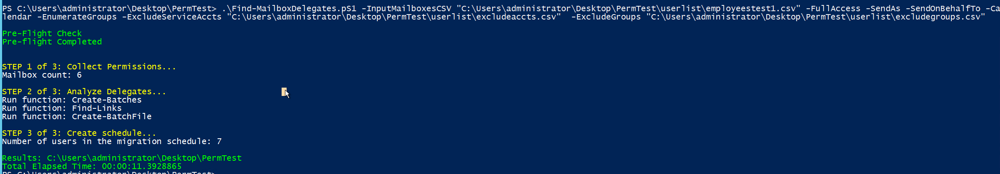 PS C:\Users\administrator\Desktop\PermTest> .\Find-MailboxDelegates.pS1 -InputMailboxesCSV "C:\Users\administrator\Desktop\PermTest\userlist\employeestest1.csv" -FullAccess -SendAs -SendOnBehalfTo -Ca
lendar -EnumerateGroups -ExcludeServiceAccts "C:\Users\administrator\Desktop\PermTest\userlist\excludeaccts.csv"  -ExcludeGroups "C:\Users\administrator\Desktop\PermTest\userlist\excludegroups.csv"
Pre-Flight Check
Pre-flight Completed
STEP 1 of 3: Collect Permissions...
Mailbox count: 6
STEP 2 of 3: Analyze Delegates...
Run function: Create-Batches
Run function: Find-Links
Run function: Create-BatchFile
STEP 3 of 3: Create schedule...
Number of users in the migration schedule: 7
Results: C:\Users\administrator\Desktop\PermTest
Total Elapsed Time: 00:00:11.3928865
PS C:\Users\administrator\Desktop\PermTest>